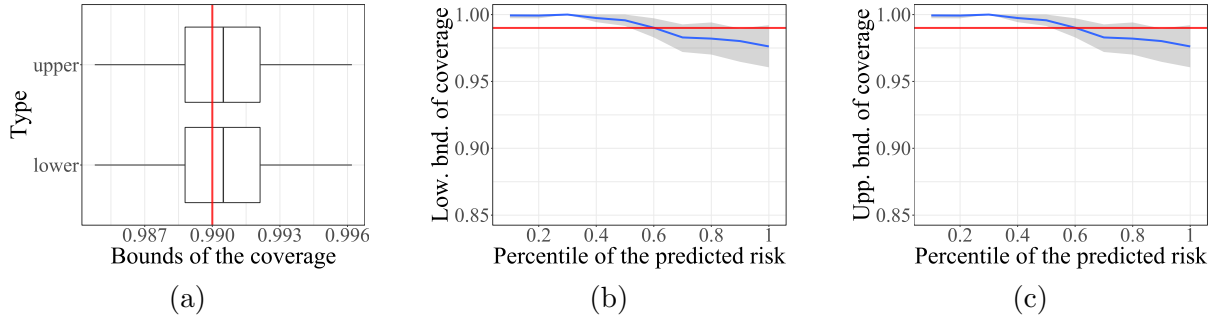 Type
upper
lower
0.987 0.990 0.993 0.996
Bounds of the coverage
(a)
Low. bnd. of coverage
1.00
0.95
0.90
0.85
0.2 0.4 0.6 0.8 1
Percentile of the predicted risk
(b)
Upp. bnd. of coverage
1.00
0.95
0.90
0.85
0.2 0.4 0.6 0.8 1
Percentile of the predicted risk
(c)